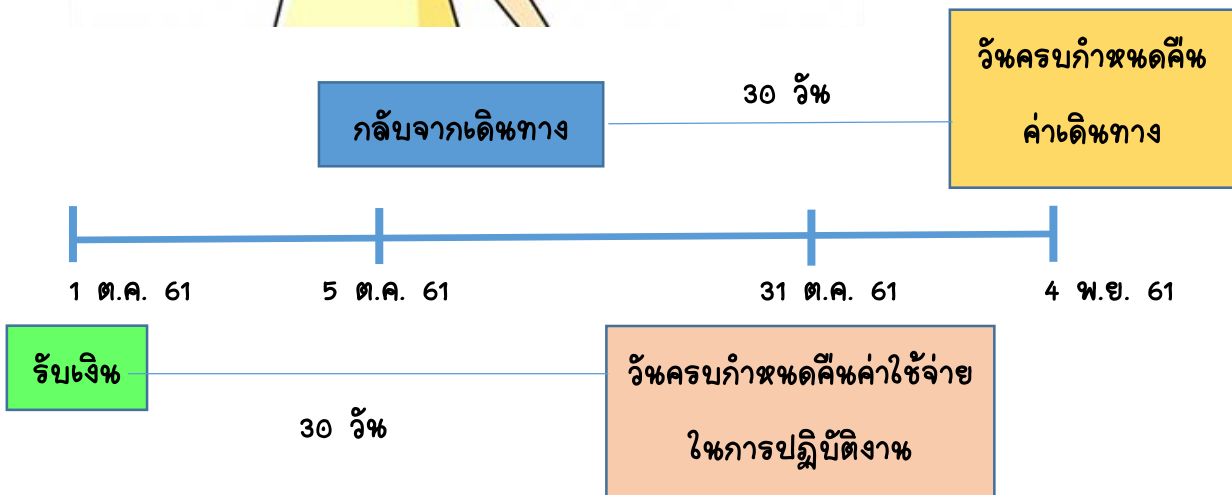 วันครบกำหนดคืน
ค่าเดินทาง
30 วัน
กลับจากเดินทาง
1 ต.ค. 61
5 ต.ค. 61
31 ต.ค. 61
4 พ.ย. 61
รับเงิน
30 วัน
วันครบกำหนดคืนค่าใช้จ่าย
ในการปฏิบัติงาน